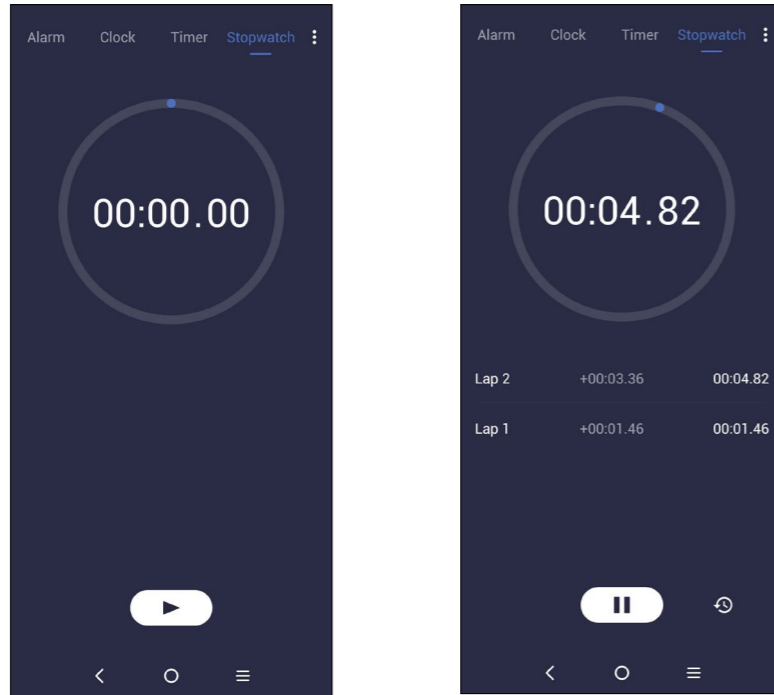 Alarm Clock Timer Stopwatch
00:00.00
Alarm Clock Timer Stopwatch
00:04.82
Lap 2 +00:03.36 00:04.82
Lap 1 +00:01.46 00:01.46